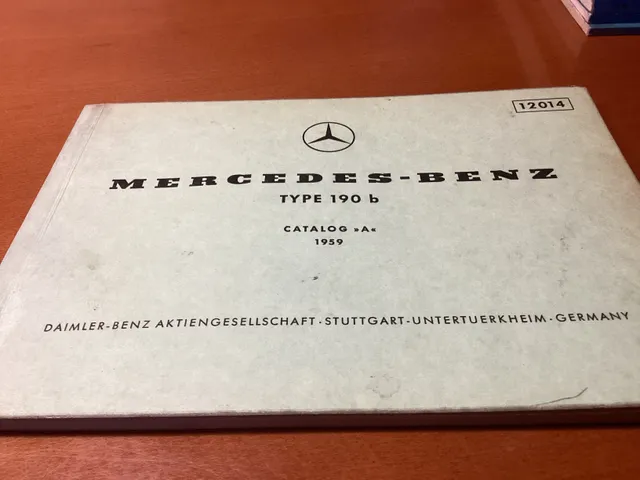 12014
MERCEDES-BENZ
TYPE 190 b
CATALOG »A«
1959
DAIMLER-BENZ AKTIENGESELLSCHAFT · STUTTGART-UNTERTUERKHEIM · GERMANY